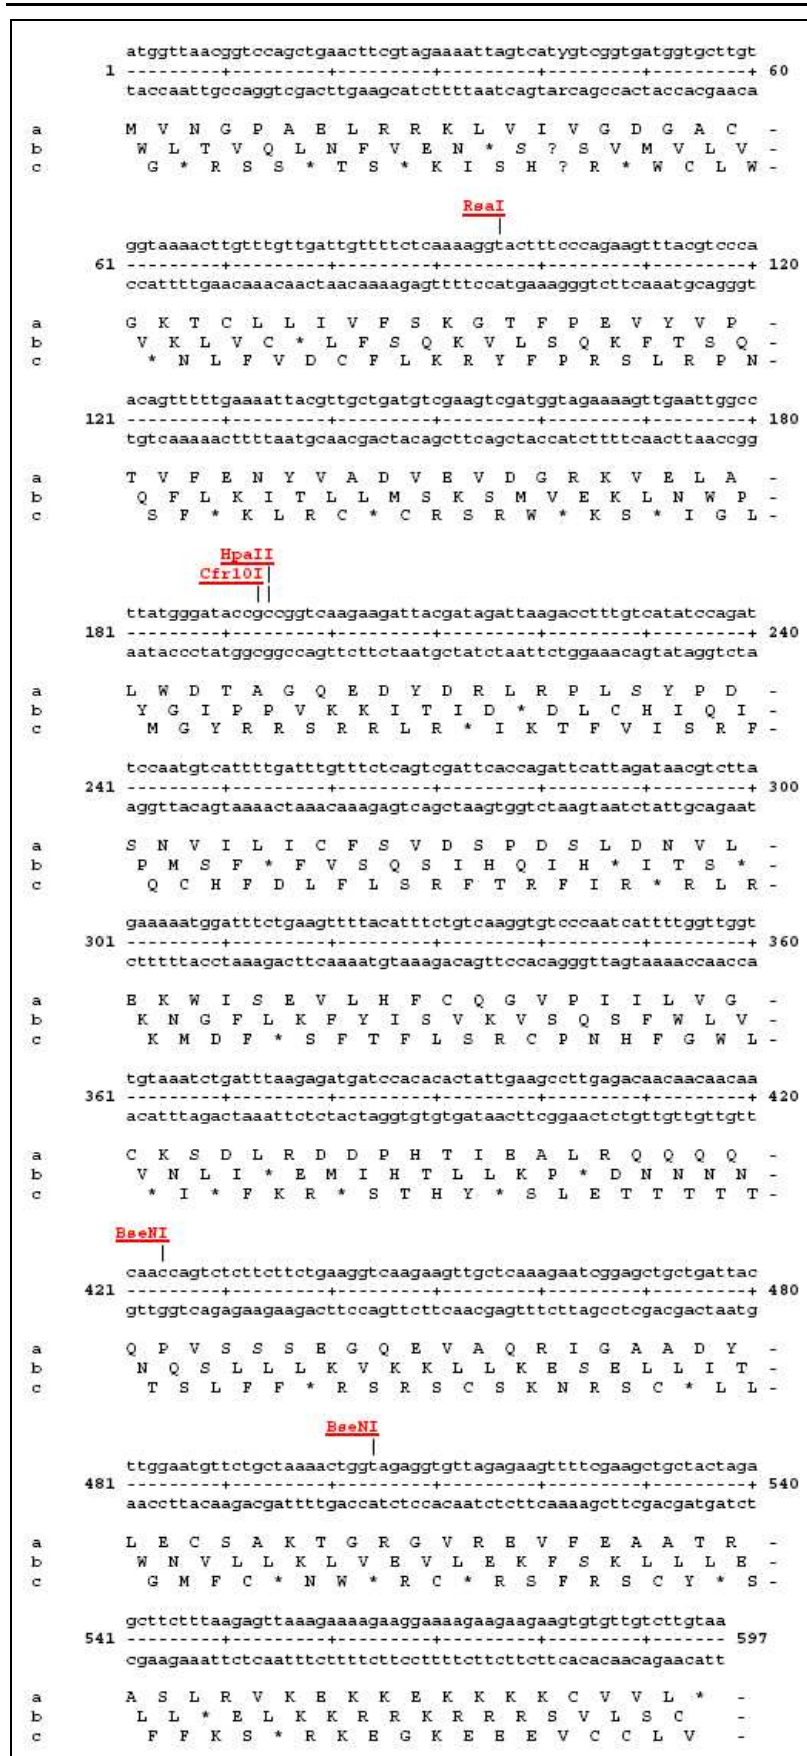 atggttaacggtccagctgaacttcgtagaaaattagtcatygtcggtgatggtgcttgt
1 ---------+---------+---------+---------+---------+---------+ 60
taccaattgccaggtcgacttgaagcatcttttaatcagtarcagccactaccacgaaca
a M V N G P A E L R R K L V I V G D G A C -
b W L T V Q L N F V E N * S ? S V M V L V -
c G * R S S * T S * K I S H ? R * W C L W -
RsaI
|
ggtaaaacttgtttgttgattgttttctcaaaaggtactttcccagaagtttacgtccca
61 ---------+---------+---------+---------+---------+---------+ 120
ccattttgaacaaacaactaacaaaagagttttccatgaaagggtcttcaaatgcagggt
a G K T C L L I V F S K G T F P E V Y V P -
b V K L V C * L F S Q K V L S Q K F T S Q -
c * N L F V D C F L K R Y F P R S L R P N -
acagtttttgaaaattacgttgctgatgtcgaagtcgatggtagaaaagttgaattggcc
121 ---------+---------+---------+---------+---------+---------+ 180
tgtcaaaaacttttaatgcaacgactacagcttcagctaccatcttttcaacttaaccgg
a T V F E N Y V A D V E V D G R K V E L A -
b Q F L K I T L L M S K S M V E K L N W P -
c S F * K L R C * C R S R W * K S * I G L -
HpaII
Cfr10I|
||
ttatgggataccgccggtcaagaagattacgatagattaagacctttgtcatatccagat
181 ---------+---------+---------+---------+---------+---------+ 240
aataccctatggcggccagttcttctaatgctatctaattctggaaacagtataggtcta
a L W D T A G Q E D Y D R L R P L S Y P D -
b Y G I P P V K K I T I D * D L C H I Q I -
c M G Y R R S R R L R * I K T F V I S R F -
tccaatgtcattttgatttgtttctcagtcgattcaccagattcattagataacgtctta
241 ---------+---------+---------+---------+---------+---------+ 300
aggttacagtaaaactaaacaaagagtcagctaagtggtctaagtaatctattgcagaat
a S N V I L I C F S V D S P D S L D N V L -
b P M S F * F V S Q S I H Q I H * I T S * -
c Q C H F D L F L S R F T R F I R * R L R -
gaaaaatggatttctgaagttttacatttctgtcaaggtgtcccaatcattttggttggt
301 ---------+---------+---------+---------+---------+---------+ 360
ctttttacctaaagacttcaaaatgtaaagacagttccacagggttagtaaaaccaacca
a E K W I S E V L H F C Q G V P I I L V G -
b K N G F L K F Y I S V K V S Q S F W L V -
c K M D F * S F T F L S R C P N H F G W L -
tgtaaatctgatttaagagatgatccacacactattgaagccttgagacaacaacaacaa
361 ---------+---------+---------+---------+---------+---------+ 420
acatttagactaaattctctactaggtgtgtgataacttcggaactctgttgttgttgtt
a C K S D L R D D P H T I E A L R Q Q Q Q -
b V N L I * E M I H T L L K P * D N N N N -
c * I * F K R * S T H Y * S L E T T T T T -
BseNI
|
caaccagtctcttcttctgaaggtcaagaagttgctcaaagaatcggagctgctgattac
421 ---------+---------+---------+---------+---------+---------+ 480
gttggtcagagaagaagacttccagttcttcaacgagtttcttagcctcgacgactaatg
a Q P V S S S E G Q E V A Q R I G A A D Y -
b N Q S L L L K V K K L L K E S E L L I T -
c T S L F F * R S R S C S K N R S C * L L -
BseNI
|
ttggaatgttctgctaaaactggtagaggtgttagagaagttttcgaagctgctactaga
481 ---------+---------+---------+---------+---------+---------+ 540
aaccttacaagacgattttgaccatctccacaatctcttcaaaagcttcgacgatgatct
a L E C S A K T G R G V R E V F E A A T R -
b W N V L L K L V E V L E K F S K L L L E -
c G M F C * N W * R C * R S F R S C Y * S -
gcttctttaagagttaaagaaaagaaggaaaagaagaagaagtgtgttgtcttgtaa
541 ---------+---------+---------+---------+---------+------- 597
cgaagaaattctcaatttcttttcttccttttcttcttcttcacacaacagaacatt
a A S L R V K E K K E K K K K C V V L * -
b L L * E L K K R R K R R R S V L S C -
c F F K S * R K E G K E E E V C C L V -